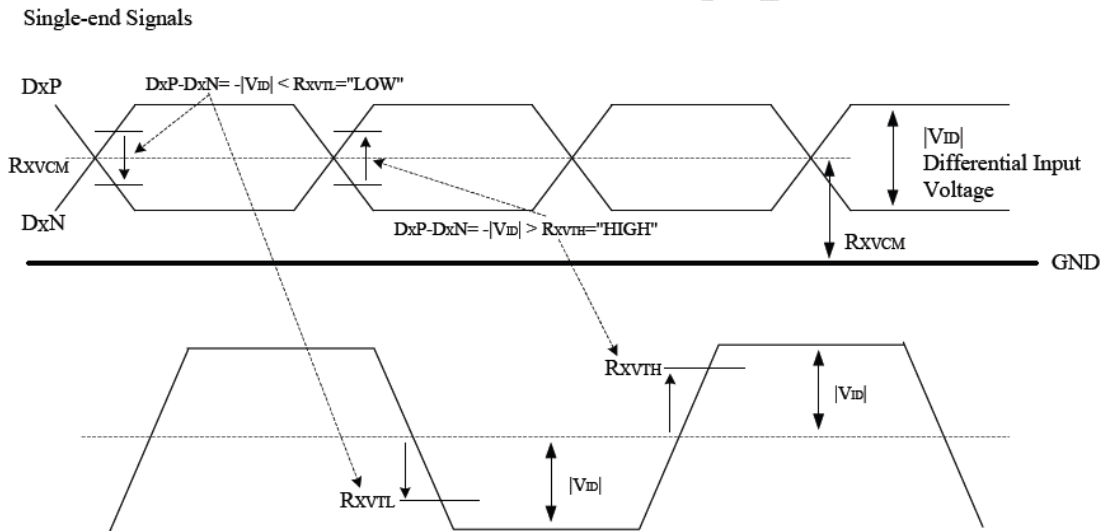 Single-end Signals
DxP
DxP-DxN= -|VID| < RXVTL="LOW"
RXVCM
|VID|
Differential Input
Voltage
DxN
DxP-DxN= -|VID| > RXVTH="HIGH"
RXVCM
GND
RXVTH
|VID|
|VID|
RXVTL